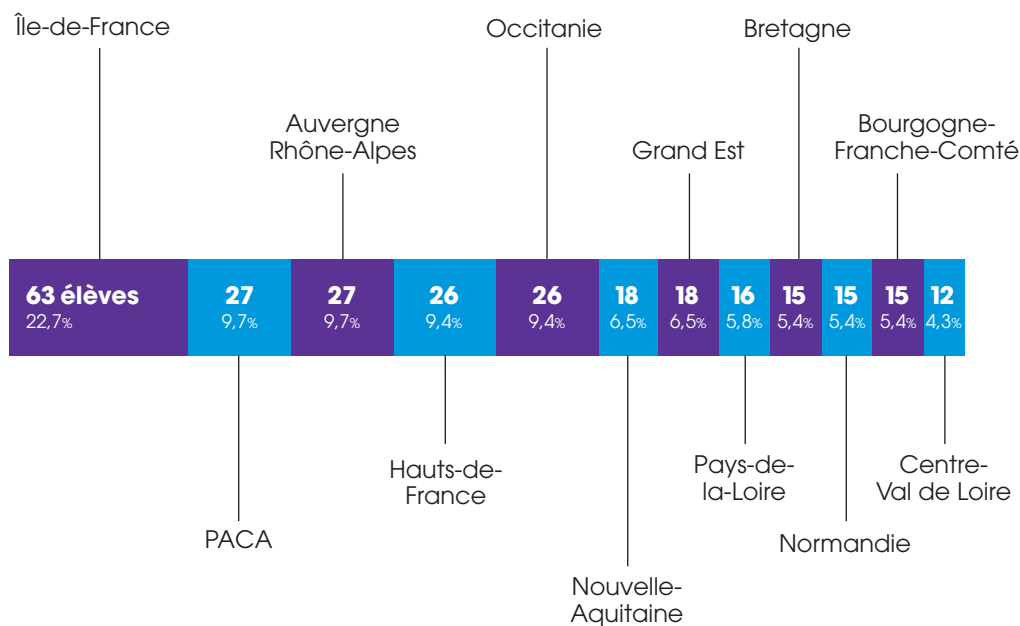 Île-de-France
Occitanie
Bretagne
Auvergne
Rhône-Alpes
Grand Est
Bourgogne-
Franche-Comté
63 élèves
22,7%
27
9,7%
27
9,7%
26
9,4%
26
9,4%
18
6,5%
18
6,5%
16
5,8%
15
5,4%
15
5,4%
15
5,4%
12
4,3%
Hauts-de-
France
Pays-de-
la-Loire
Centre-
Val de Loire
PACA
Normandie
Nouvelle-
Aquitaine